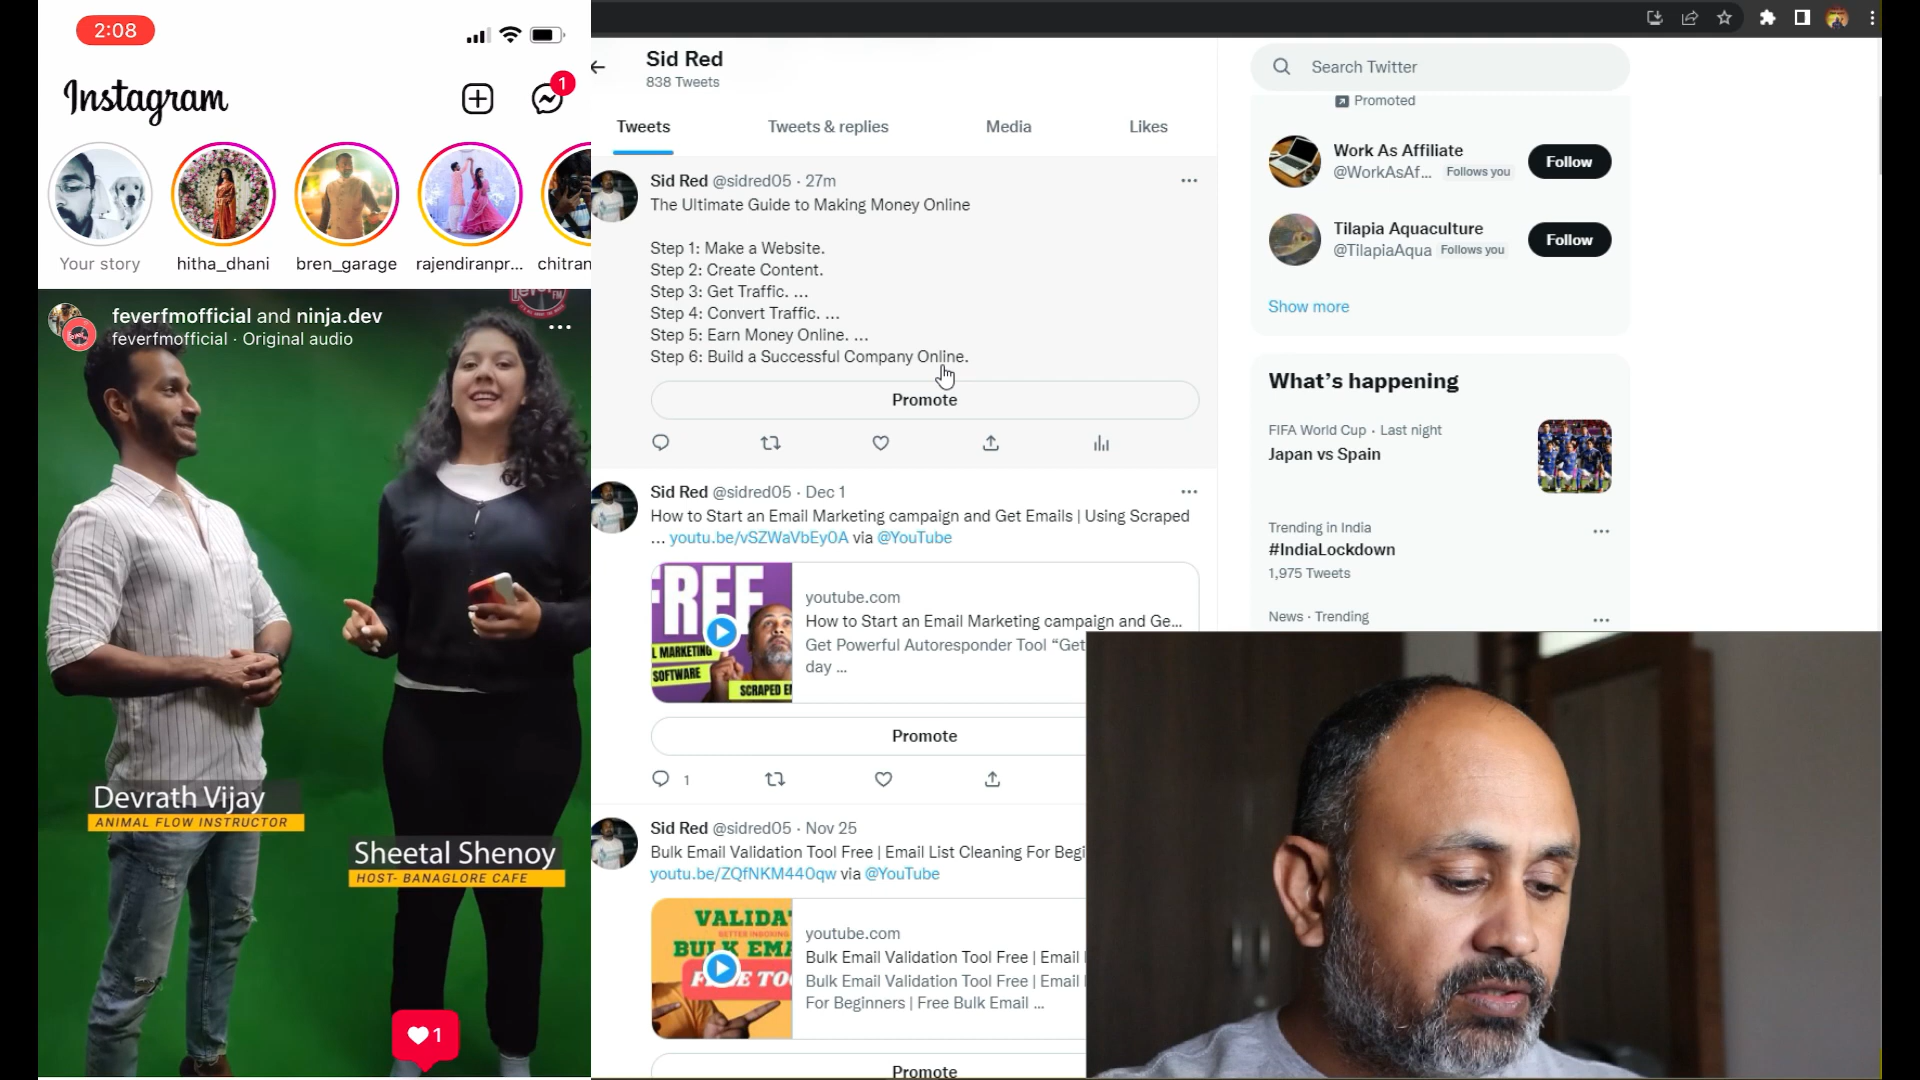 2:08
Instagram
1
Your story
hitha_dhani
bren_garage
rajendiranpr...
chitran
feverfmofficial and ninja.dev
feverfmofficial · Original audio
Devrath Vijay
ANIMAL FLOW INSTRUCTOR
Sheetal Shenoy
HOST- BANAGLORE CAFE
1
Sid Red
838 Tweets
Tweets
Tweets & replies
Media
Likes
Sid Red @sidred05 · 27m
The Ultimate Guide to Making Money Online
Step 1: Make a Website.
Step 2: Create Content.
Step 3: Get Traffic. ...
Step 4: Convert Traffic. ...
Step 5: Earn Money Online. ...
Step 6: Build a Successful Company Online.
Promote
Sid Red @sidred05 · Dec 1
How to Start an Email Marketing campaign and Get Emails | Using Scraped
... youtu.be/vSZWaVbEy0A via @YouTube
FREE
L MARKETING
SOFTWARE
SCRAPED E
youtube.com
How to Start an Email Marketing campaign and Ge...
Get Powerful Autoresponder Tool “Get
day ...
Promote
1
Sid Red @sidred05 · Nov 25
Bulk Email Validation Tool Free | Email List Cleaning For Begi
youtu.be/ZQfNKM44Oqw via @YouTube
VALIDA
BETTER INBOXING
BULK EMA
F EE TO
youtube.com
Bulk Email Validation Tool Free | Email
Bulk Email Validation Tool Free | Email
For Beginners | Free Bulk Email ...
Promote
Search Twitter
Promoted
Work As Affiliate
@WorkAsAf... Follows you
Follow
Tilapia Aquaculture
@TilapiaAqua Follows you
Follow
Show more
What’s happening
FIFA World Cup · Last night
Japan vs Spain
Trending in India
#IndiaLockdown
1,975 Tweets
News · Trending